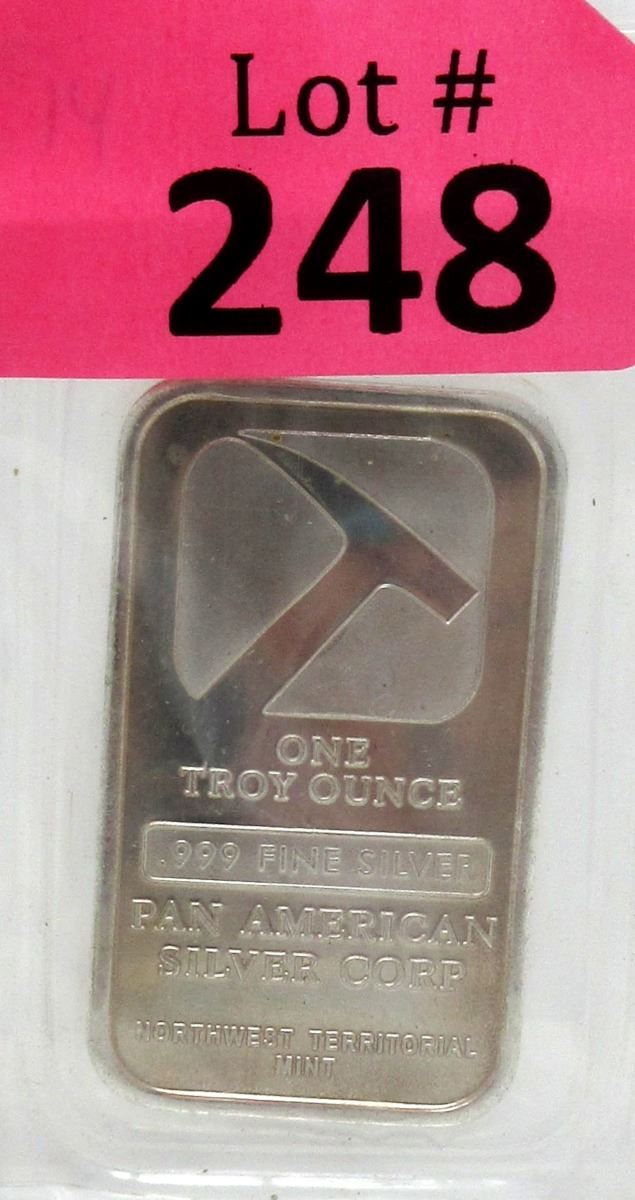 Lot #
248
ONE
TROY OUNCE
.999 FINE SILVER
PAN AMERICAN
SILVER CORP
NORTHWEST TERRITORIAL
MINT